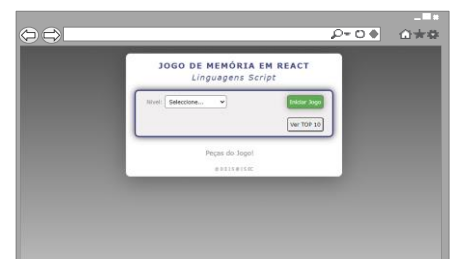 JOGO DE MEMÓRIA EM REACT
Linguagens Script
Nível: Seleccione... Iniciar Jogo
Ver TOP 10
Peças do Jogo!